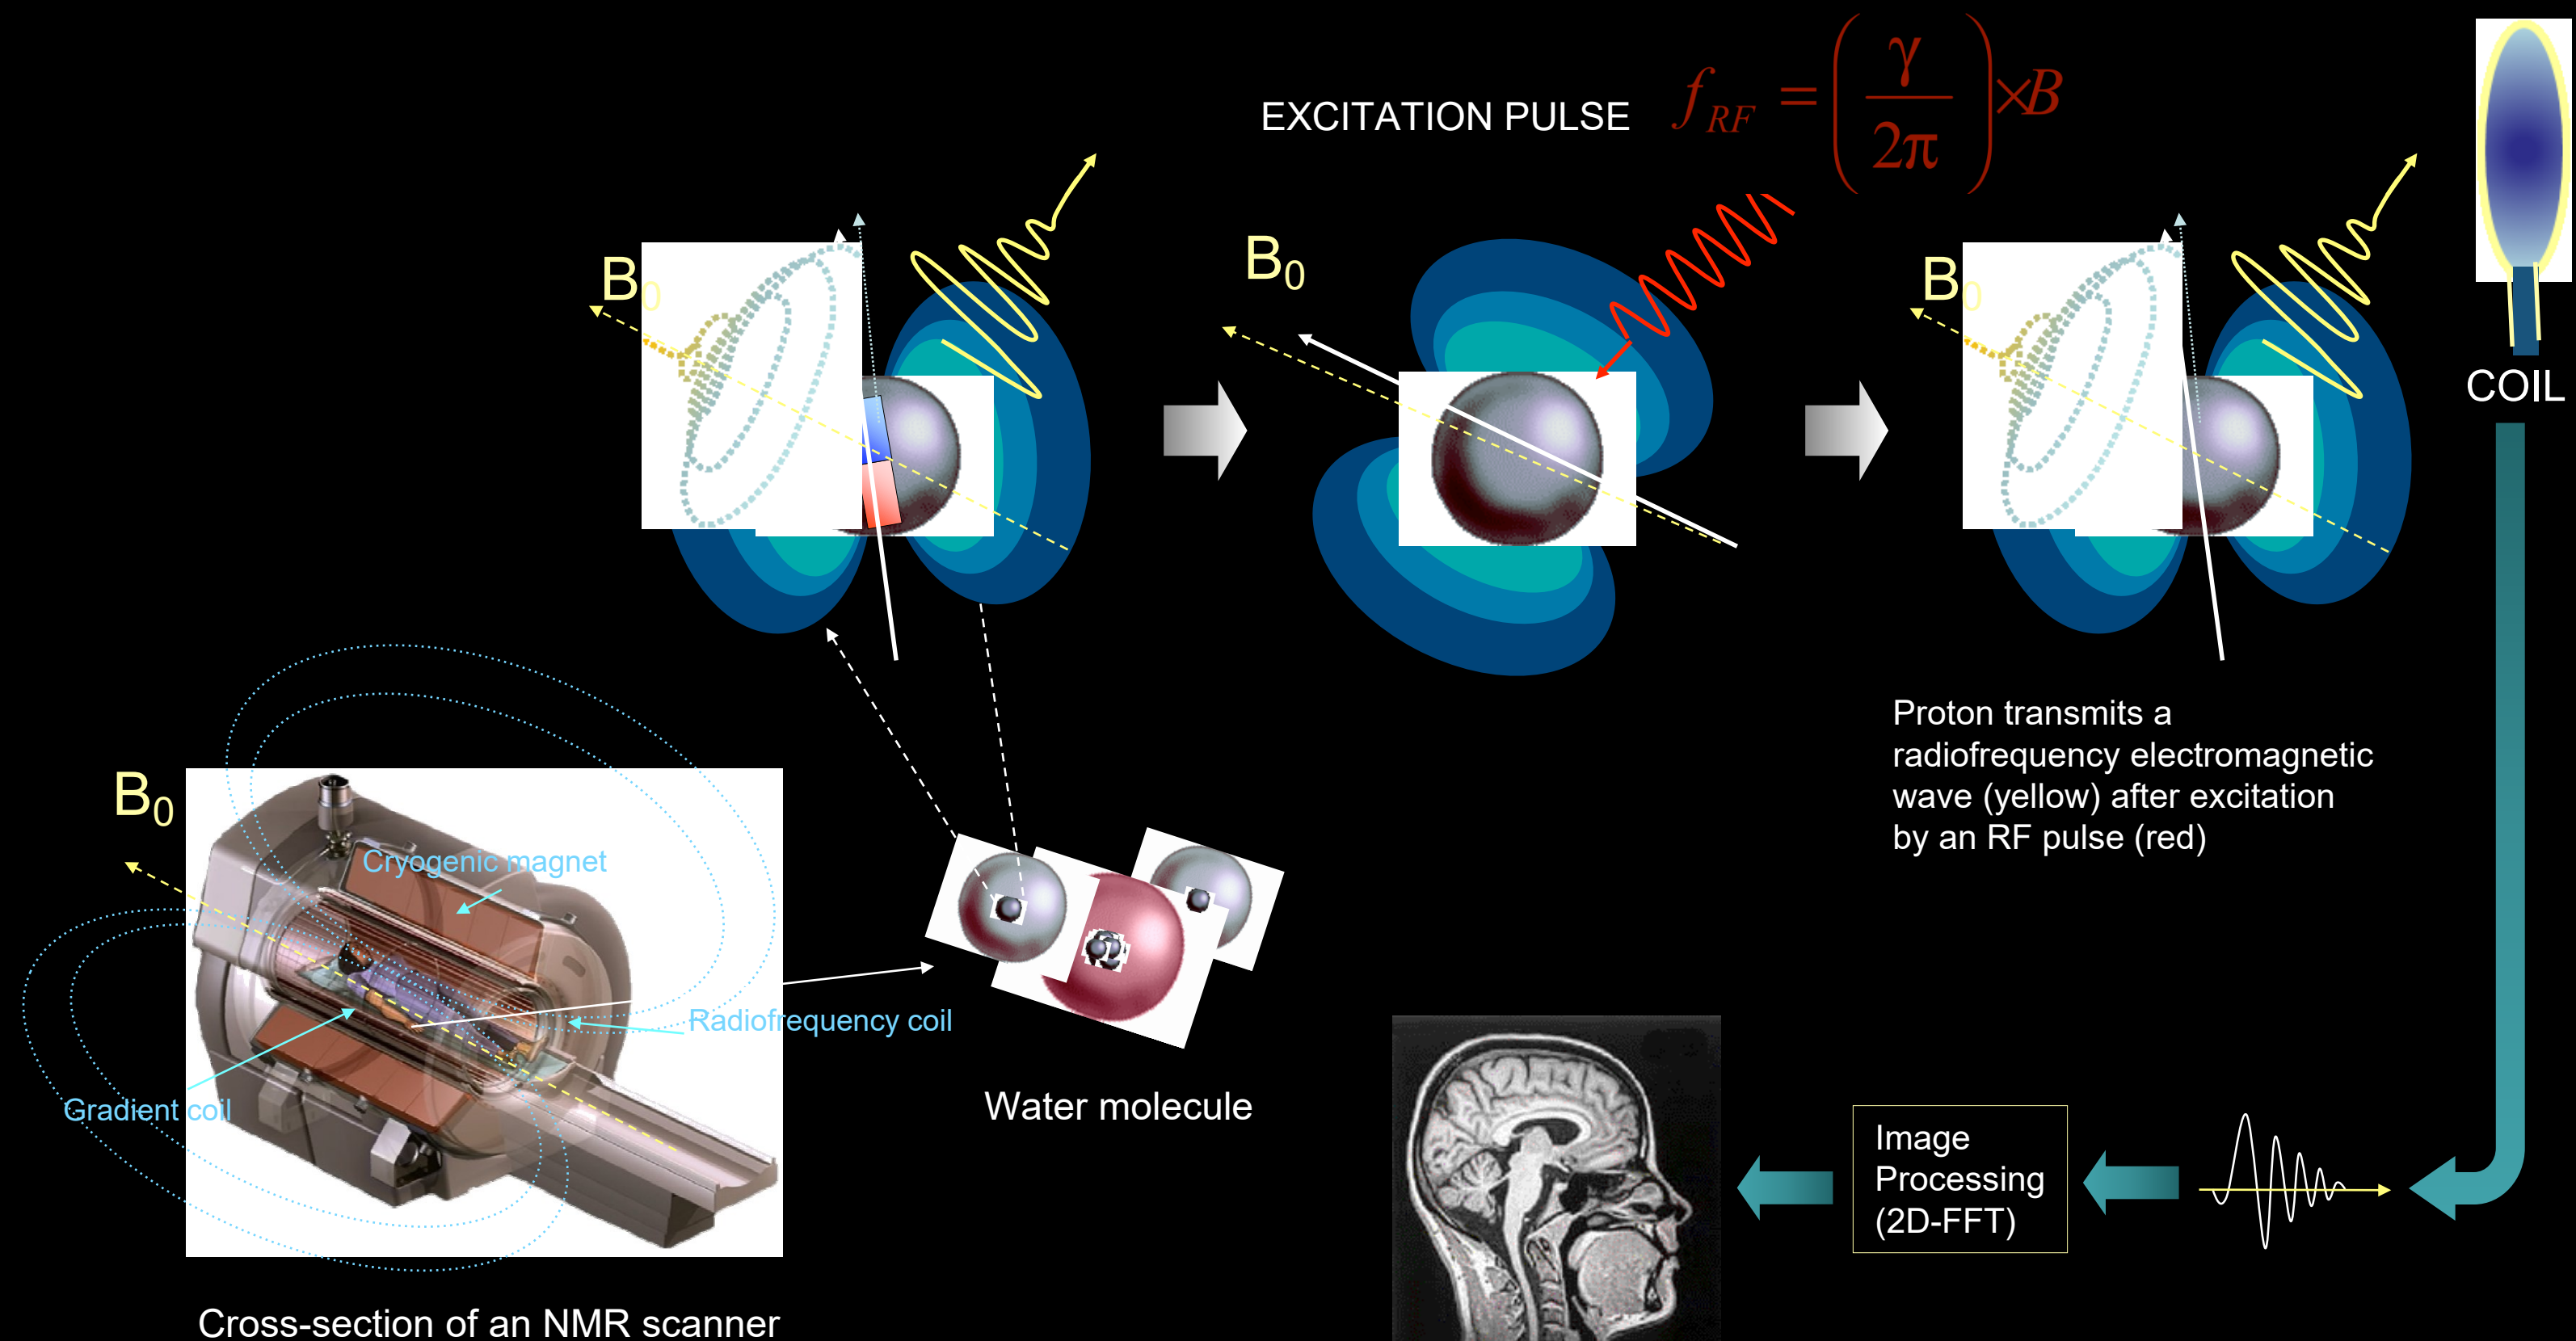 EXCITATION PULSE
f_RF = (γ / 2π) × B
B₀
B₀
B₀
COIL
Proton transmits a
radiofrequency electromagnetic
wave (yellow) after excitation
by an RF pulse (red)
B₀
Cryogenic magnet
Radiofrequency coil
Gradient coil
Water molecule
Image
Processing
(2D-FFT)
Cross-section of an NMR scanner